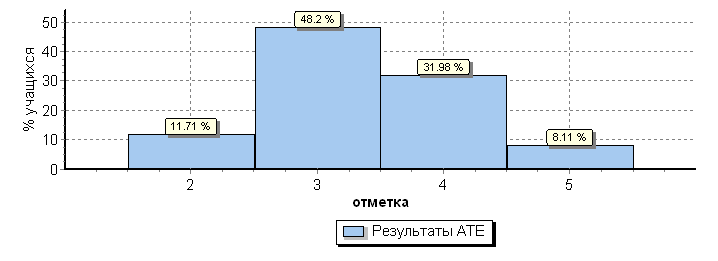 % учащихся
50
40
30
20
10
0
11.71 %
48.2 %
31.98 %
8.11 %
2 3 4 5
отметка
Результаты АТЕ